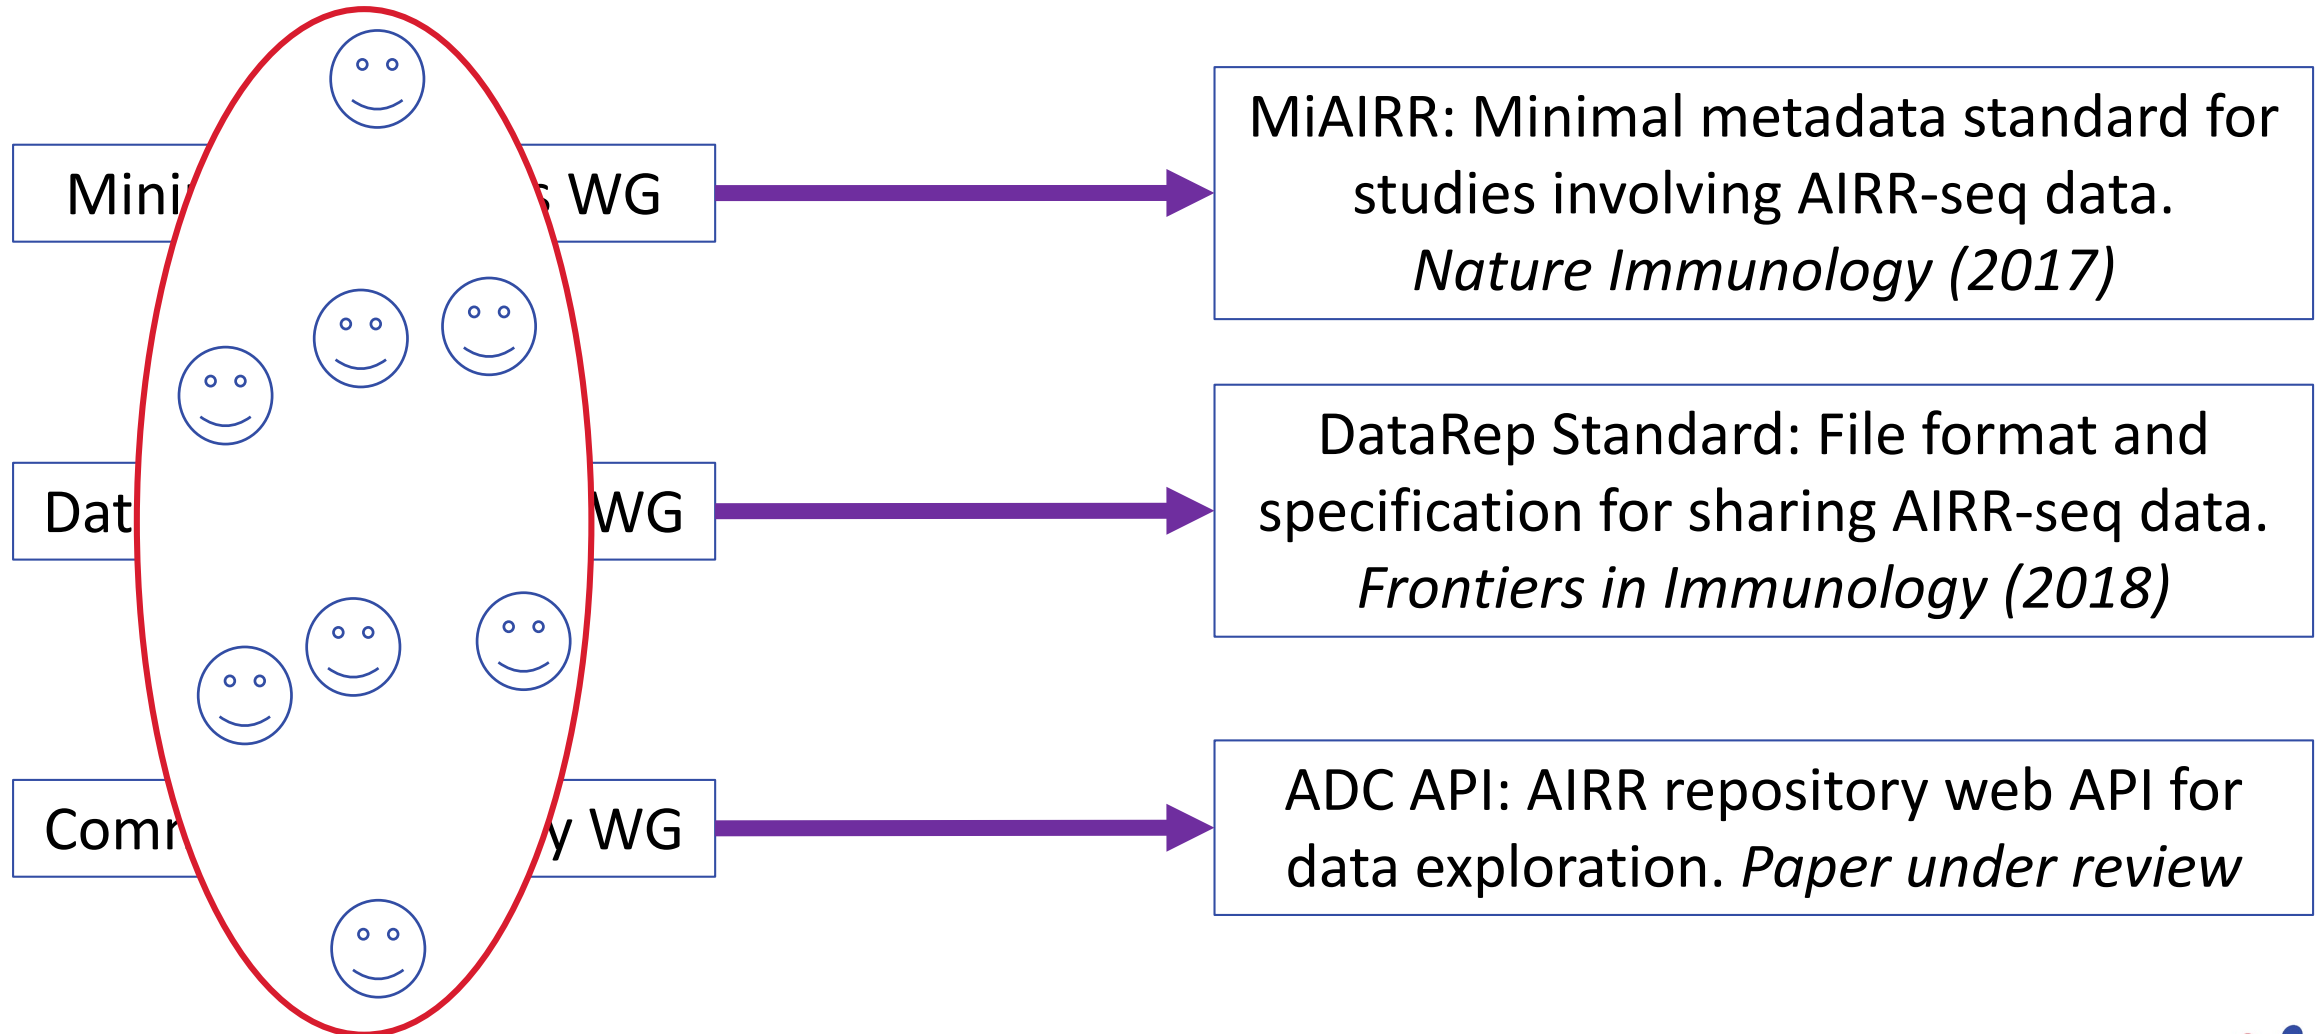 Mini s WG
MiAIRR: Minimal metadata standard for
studies involving AIRR-seq data.
Nature Immunology (2017)
Dat WG
DataRep Standard: File format and
specification for sharing AIRR-seq data.
Frontiers in Immunology (2018)
Com y WG
ADC API: AIRR repository web API for
data exploration. Paper under review